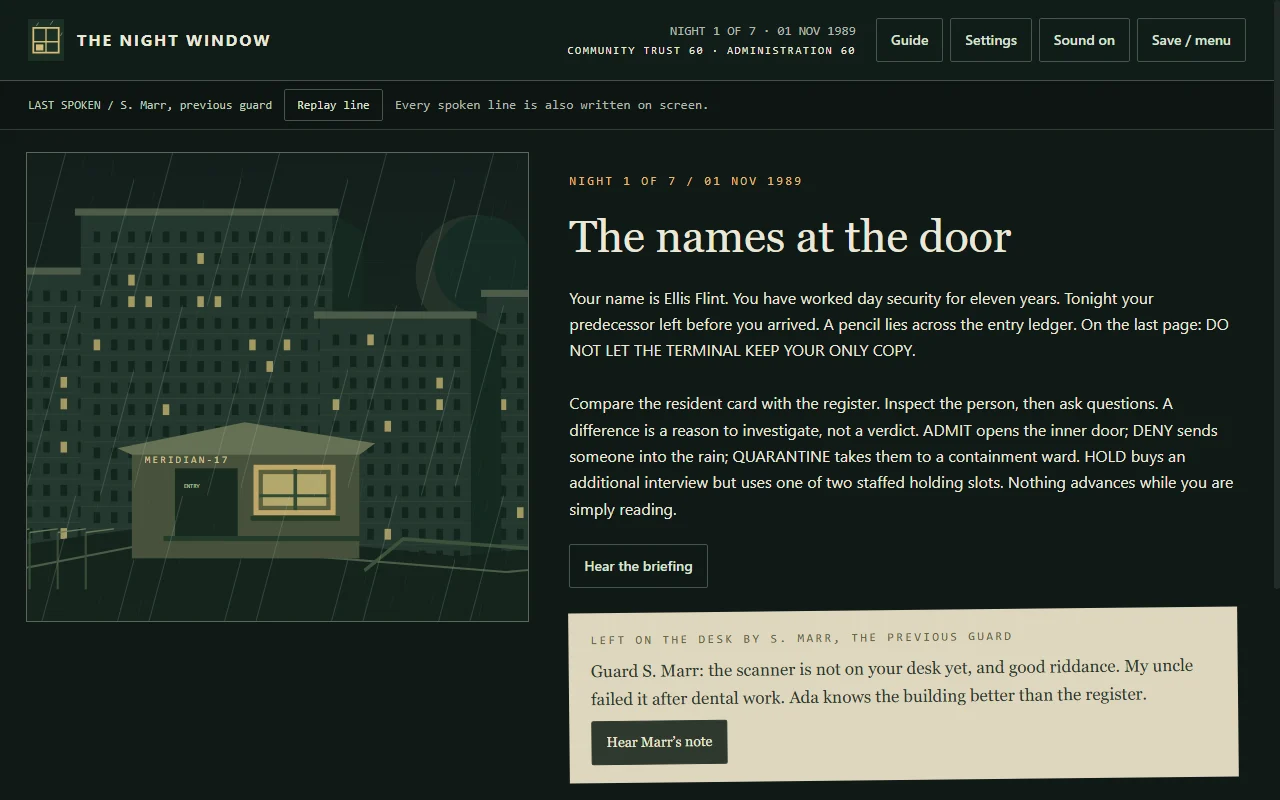 THE NIGHT WINDOW
NIGHT 1 OF 7 · 01 NOV 1989
COMMUNITY TRUST 60 · ADMINISTRATION 60
Guide
Settings
Sound on
Save / menu
LAST SPOKEN / S. Marr, previous guard
Replay line
Every spoken line is also written on screen.
MERIDIAN-17
ENTRY
NIGHT 1 OF 7 / 01 NOV 1989
The names at the door
Your name is Ellis Flint. You have worked day security for eleven years. Tonight your
predecessor left before you arrived. A pencil lies across the entry ledger. On the last page: DO
NOT LET THE TERMINAL KEEP YOUR ONLY COPY.
Compare the resident card with the register. Inspect the person, then ask questions. A
difference is a reason to investigate, not a verdict. ADMIT opens the inner door; DENY sends
someone into the rain; QUARANTINE takes them to a containment ward. HOLD buys an
additional interview but uses one of two staffed holding slots. Nothing advances while you are
simply reading.
Hear the briefing
LEFT ON THE DESK BY S. MARR, THE PREVIOUS GUARD
Guard S. Marr: the scanner is not on your desk yet, and good riddance. My uncle
failed it after dental work. Ada knows the building better than the register.
Hear Marr's note